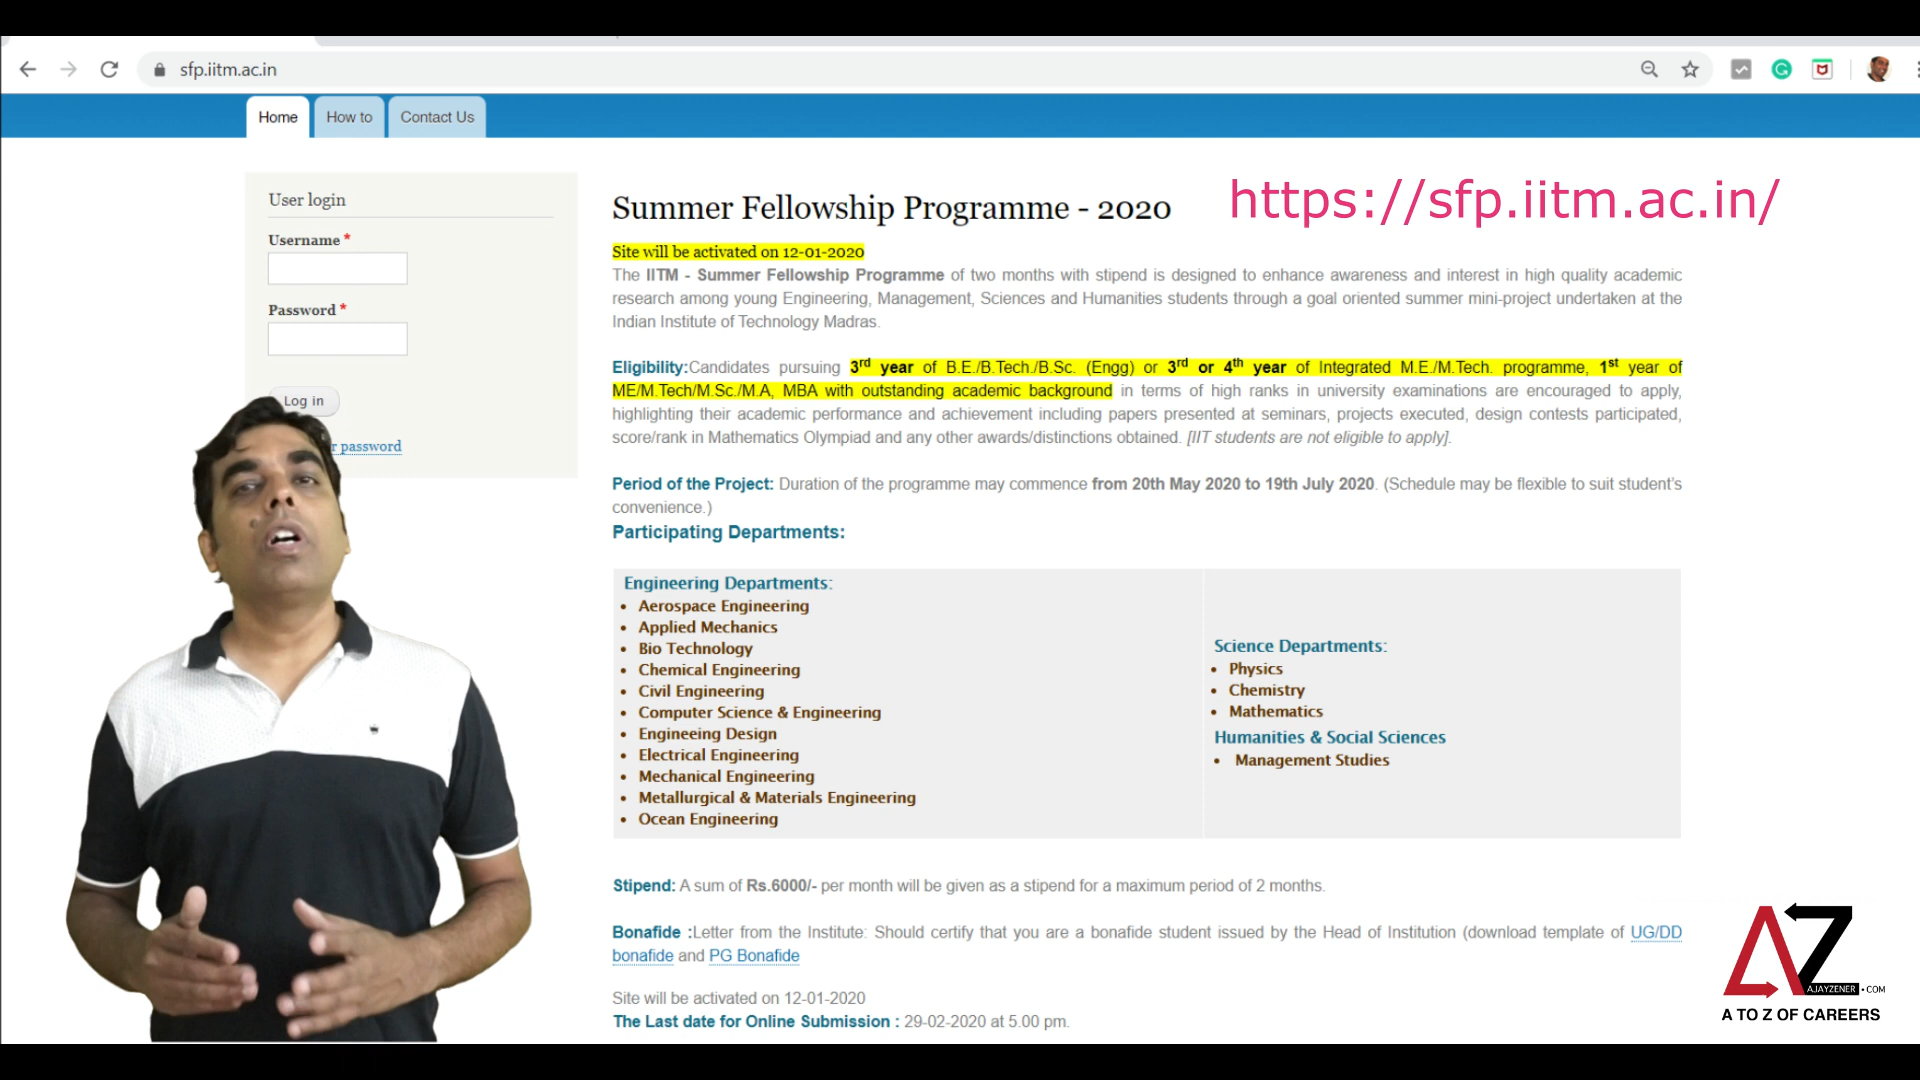 sfp.iitm.ac.in
Home
How to
Contact Us
User login
Username *
Password *
Log in
r password
Summer Fellowship Programme - 2020
https://sfp.iitm.ac.in/
Site will be activated on 12-01-2020
The IITM - Summer Fellowship Programme of two months with stipend is designed to enhance awareness and interest in high quality academic
research among young Engineering, Management, Sciences and Humanities students through a goal oriented summer mini-project undertaken at the
Indian Institute of Technology Madras.
Eligibility:Candidates pursuing 3rd year of B.E./B.Tech./B.Sc. (Engg) or 3rd or 4th year of Integrated M.E./M.Tech. programme, 1st year of
ME/M.Tech/M.Sc./M.A, MBA with outstanding academic background in terms of high ranks in university examinations are encouraged to apply,
highlighting their academic performance and achievement including papers presented at seminars, projects executed, design contests participated,
score/rank in Mathematics Olympiad and any other awards/distinctions obtained. [IIT students are not eligible to apply].
Period of the Project: Duration of the programme may commence from 20th May 2020 to 19th July 2020. (Schedule may be flexible to suit student's
convenience.)
Participating Departments:
Engineering Departments:
• Aerospace Engineering
• Applied Mechanics
• Bio Technology
• Chemical Engineering
• Civil Engineering
• Computer Science & Engineering
• Engineeing Design
• Electrical Engineering
• Mechanical Engineering
• Metallurgical & Materials Engineering
• Ocean Engineering
Science Departments:
• Physics
• Chemistry
• Mathematics
Humanities & Social Sciences
• Management Studies
Stipend: A sum of Rs.6000/- per month will be given as a stipend for a maximum period of 2 months.
Bonafide :Letter from the Institute: Should certify that you are a bonafide student issued by the Head of Institution (download template of UG/DD
bonafide and PG Bonafide
Site will be activated on 12-01-2020
The Last date for Online Submission : 29-02-2020 at 5.00 pm.
AZ
AJAYZENER.COM
A TO Z OF CAREERS